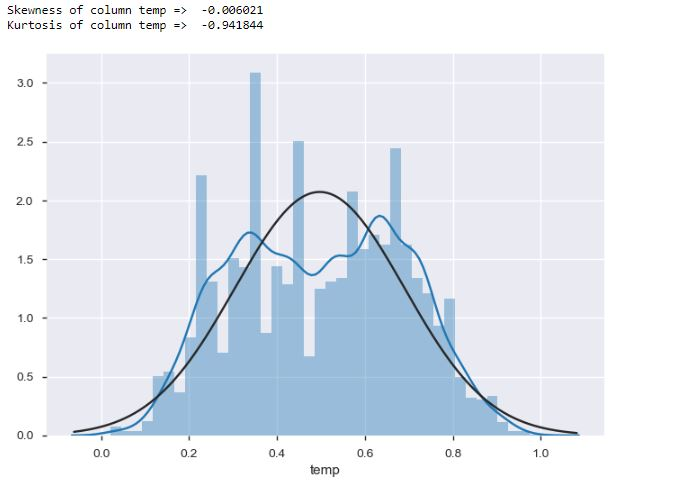 Skewness of column temp =>  -0.006021
Kurtosis of column temp =>  -0.941844
3.0
2.5
2.0
1.5
1.0
0.5
0.0
0.0 0.2 0.4 0.6 0.8 1.0
temp